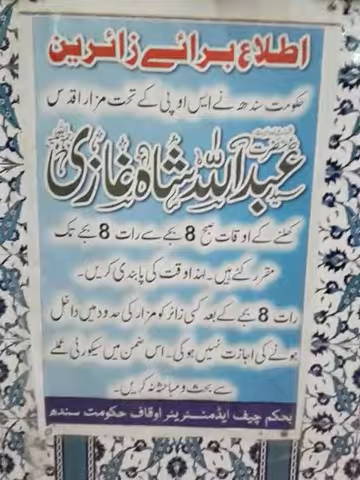 اطلاع برائے زائرین
حکومت سندھ نے ایس او پی کے تحت مزار اقدس
حضرت
عبداللہ شاہ غازی
کھلنے کے اوقات صبح 8 بجے سے رات 8 بجے تک
مقرر کئے ہیں۔ لہذا وقت کی پابندی کریں۔
رات 8 بجے کے بعد کسی زائر کو مزار کی حدود میں داخل
ہونے کی اجازت نہیں ہوگی۔ اس ضمن میں سیکورٹی عملے
سے بحث و مباحثہ نہ کریں۔
بحکم چیف ایڈمنسٹریٹر اوقاف حکومت سندھ